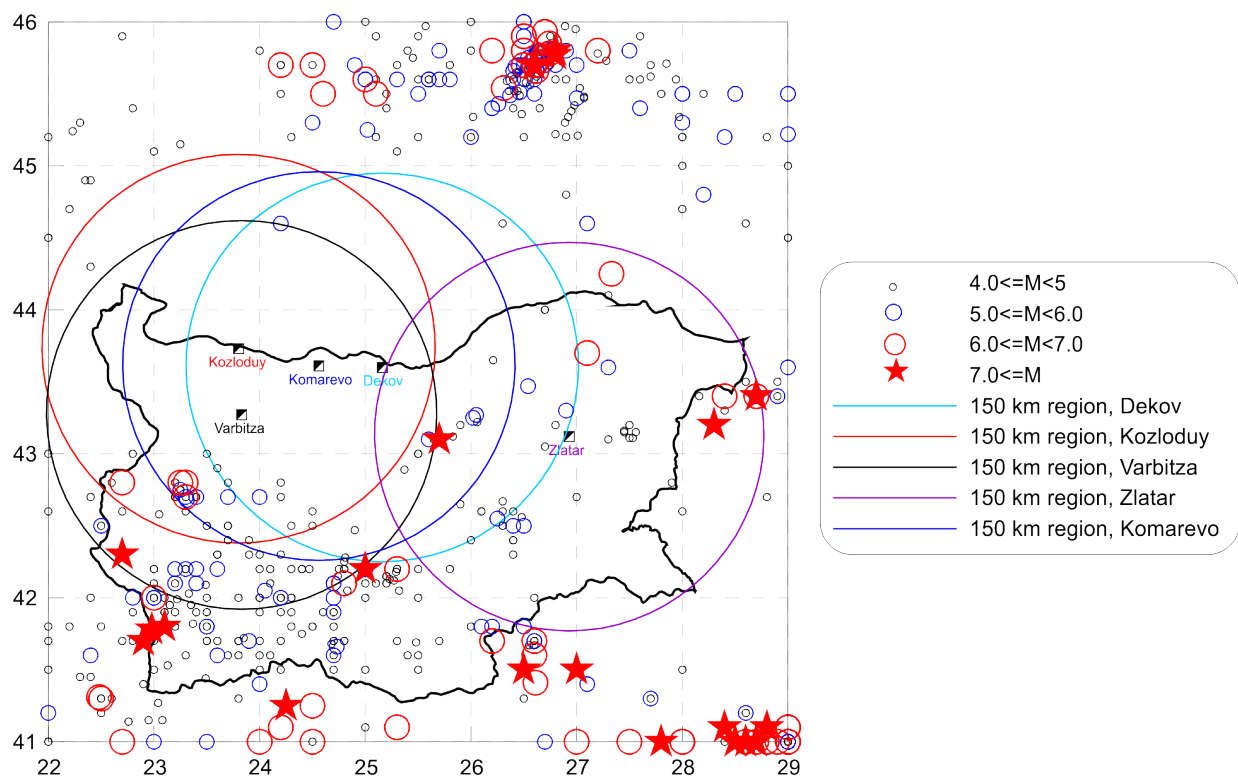 46
45
44
43
42
41
22
23
24
25
26
27
28
29
Kozloduy
Komarevo
Dekov
Varbitza
Zlatar
4.0<=M<5
5.0<=M<6.0
6.0<=M<7.0
7.0<=M
150 km region, Dekov
150 km region, Kozloduy
150 km region, Varbitza
150 km region, Zlatar
150 km region, Komarevo